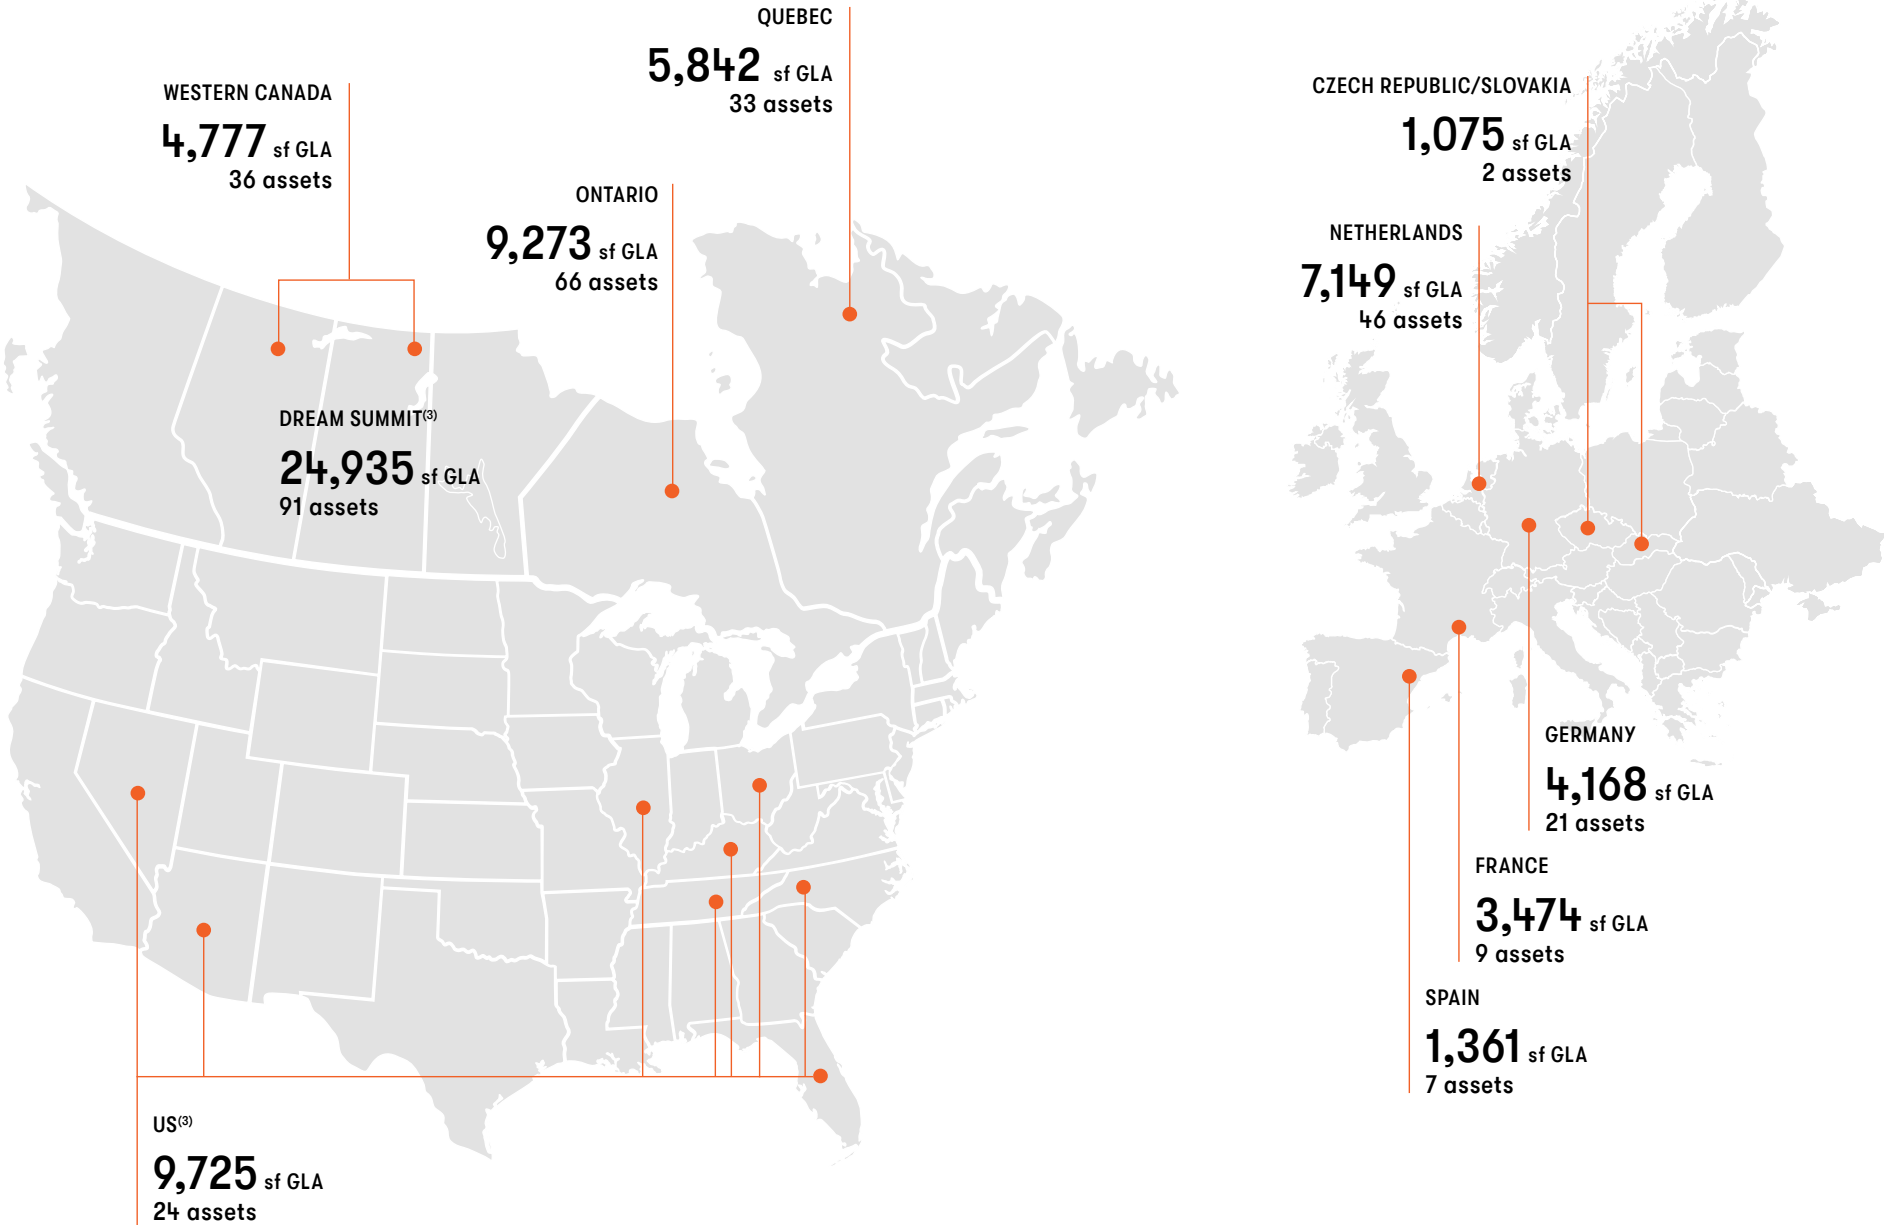 QUEBEC
5,842 sf GLA
33 assets
WESTERN CANADA
4,777 sf GLA
36 assets
ONTARIO
9,273 sf GLA
66 assets
DREAM SUMMIT(3)
24,935 sf GLA
91 assets
US(3)
9,725 sf GLA
24 assets
CZECH REPUBLIC/SLOVAKIA
1,075 sf GLA
2 assets
NETHERLANDS
7,149 sf GLA
46 assets
GERMANY
4,168 sf GLA
21 assets
FRANCE
3,474 sf GLA
9 assets
SPAIN
1,361 sf GLA
7 assets